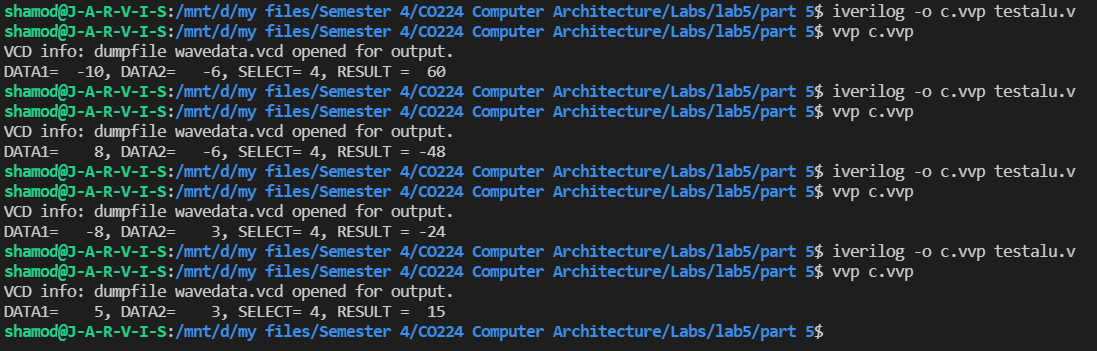 shamod@J-A-R-V-I-S:/mnt/d/my files/Semester 4/CO224 Computer Architecture/Labs/lab5/part 5$ iverilog -o c.vvp testalu.v
shamod@J-A-R-V-I-S:/mnt/d/my files/Semester 4/CO224 Computer Architecture/Labs/lab5/part 5$ vvp c.vvp
VCD info: dumpfile wavedata.vcd opened for output.
DATA1=  -10, DATA2=   -6, SELECT= 4, RESULT =  60
shamod@J-A-R-V-I-S:/mnt/d/my files/Semester 4/CO224 Computer Architecture/Labs/lab5/part 5$ iverilog -o c.vvp testalu.v
shamod@J-A-R-V-I-S:/mnt/d/my files/Semester 4/CO224 Computer Architecture/Labs/lab5/part 5$ vvp c.vvp
VCD info: dumpfile wavedata.vcd opened for output.
DATA1=    8, DATA2=   -6, SELECT= 4, RESULT = -48
shamod@J-A-R-V-I-S:/mnt/d/my files/Semester 4/CO224 Computer Architecture/Labs/lab5/part 5$ iverilog -o c.vvp testalu.v
shamod@J-A-R-V-I-S:/mnt/d/my files/Semester 4/CO224 Computer Architecture/Labs/lab5/part 5$ vvp c.vvp
VCD info: dumpfile wavedata.vcd opened for output.
DATA1=   -8, DATA2=    3, SELECT= 4, RESULT = -24
shamod@J-A-R-V-I-S:/mnt/d/my files/Semester 4/CO224 Computer Architecture/Labs/lab5/part 5$ iverilog -o c.vvp testalu.v
shamod@J-A-R-V-I-S:/mnt/d/my files/Semester 4/CO224 Computer Architecture/Labs/lab5/part 5$ vvp c.vvp
VCD info: dumpfile wavedata.vcd opened for output.
DATA1=    5, DATA2=    3, SELECT= 4, RESULT =  15
shamod@J-A-R-V-I-S:/mnt/d/my files/Semester 4/CO224 Computer Architecture/Labs/lab5/part 5$